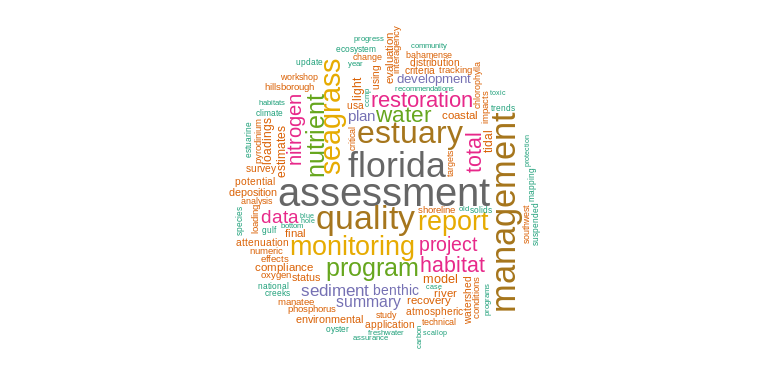 progress
community
ecosystem
interagency
change
evaluation
bahamense
update
year
distribution
criteria
tracking
workshop
using
development
hillsborough
seagrass
light
recommendations
chlorophylla
toxic
habitats
nutrient
nitrogen
usa
restoration
impacts
trends
climate
plan
water
coastal
estuarine
pyrodinium
loadings
estimates
critical
estuary
total
tidal
management
survey
florida
targets
protection
potential
mapping
deposition
assessment
analysis
species
loading
data
blue
hole
quality
shoreline
old
solids
report
southwest
suspended
gulf
bottom
final
attenuation
monitoring
project
numeric
effects
compliance
program
habitat
oxygen
status
model
national
creeks
sediment
benthic
case
river
watershed
conditions
programs
manatee
summary
recovery
phosphorus
atmospheric
environmental
study
application
technical
oyster
freshwater
carbon
scallop
assurance